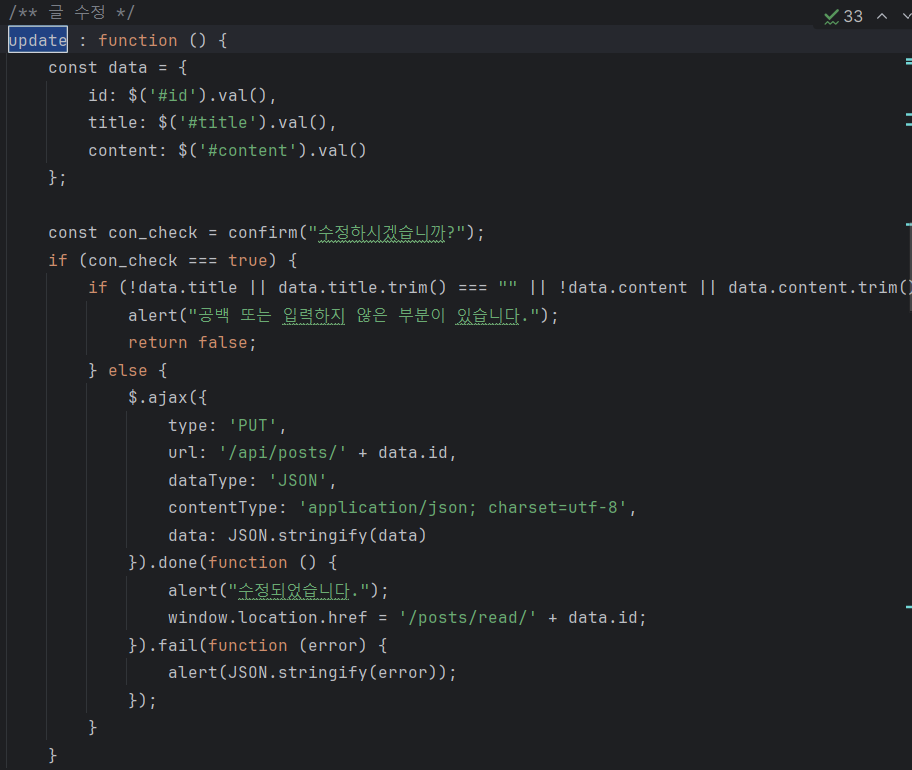 /** 글 수정 */
33
update : function () {
const data = {
id: $('#id').val(),
title: $('#title').val(),
content: $('#content').val()
};
const con_check = confirm("수정하시겠습니까?");
if (con_check === true) {
if (!data.title || data.title.trim() === "" || !data.content || data.content.trim()
alert("공백 또는 입력하지 않은 부분이 있습니다.");
return false;
} else {
$.ajax({
type: 'PUT',
url: '/api/posts/' + data.id,
dataType: 'JSON',
contentType: 'application/json; charset=utf-8',
data: JSON.stringify(data)
}).done(function () {
alert("수정되었습니다.");
window.location.href = '/posts/read/' + data.id;
}).fail(function (error) {
alert(JSON.stringify(error));
});
}
}